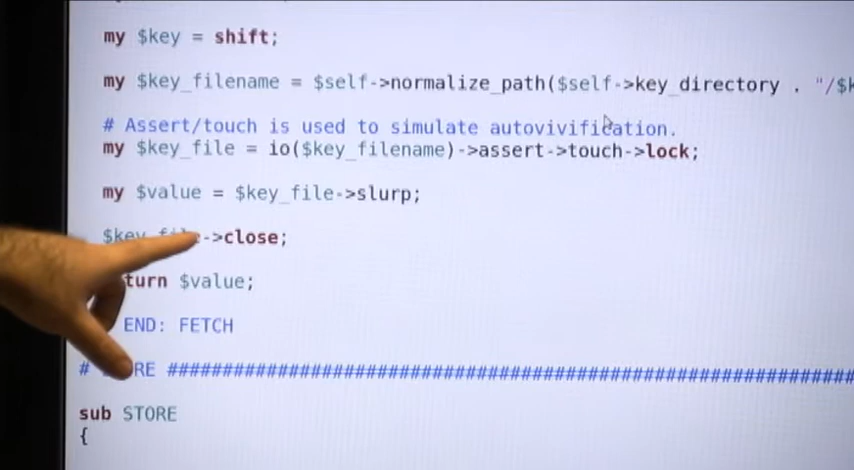 my $key = shift;
my $key_filename = $self->normalize_path($self->key_directory . "/$k
# Assert/touch is used to simulate autovivification.
my $key_file = io($key_filename)->assert->touch->lock;
my $value = $key_file->slurp;
$key_file->close;
turn $value;
END: FETCH
# RE ##############################################################
sub STORE
{